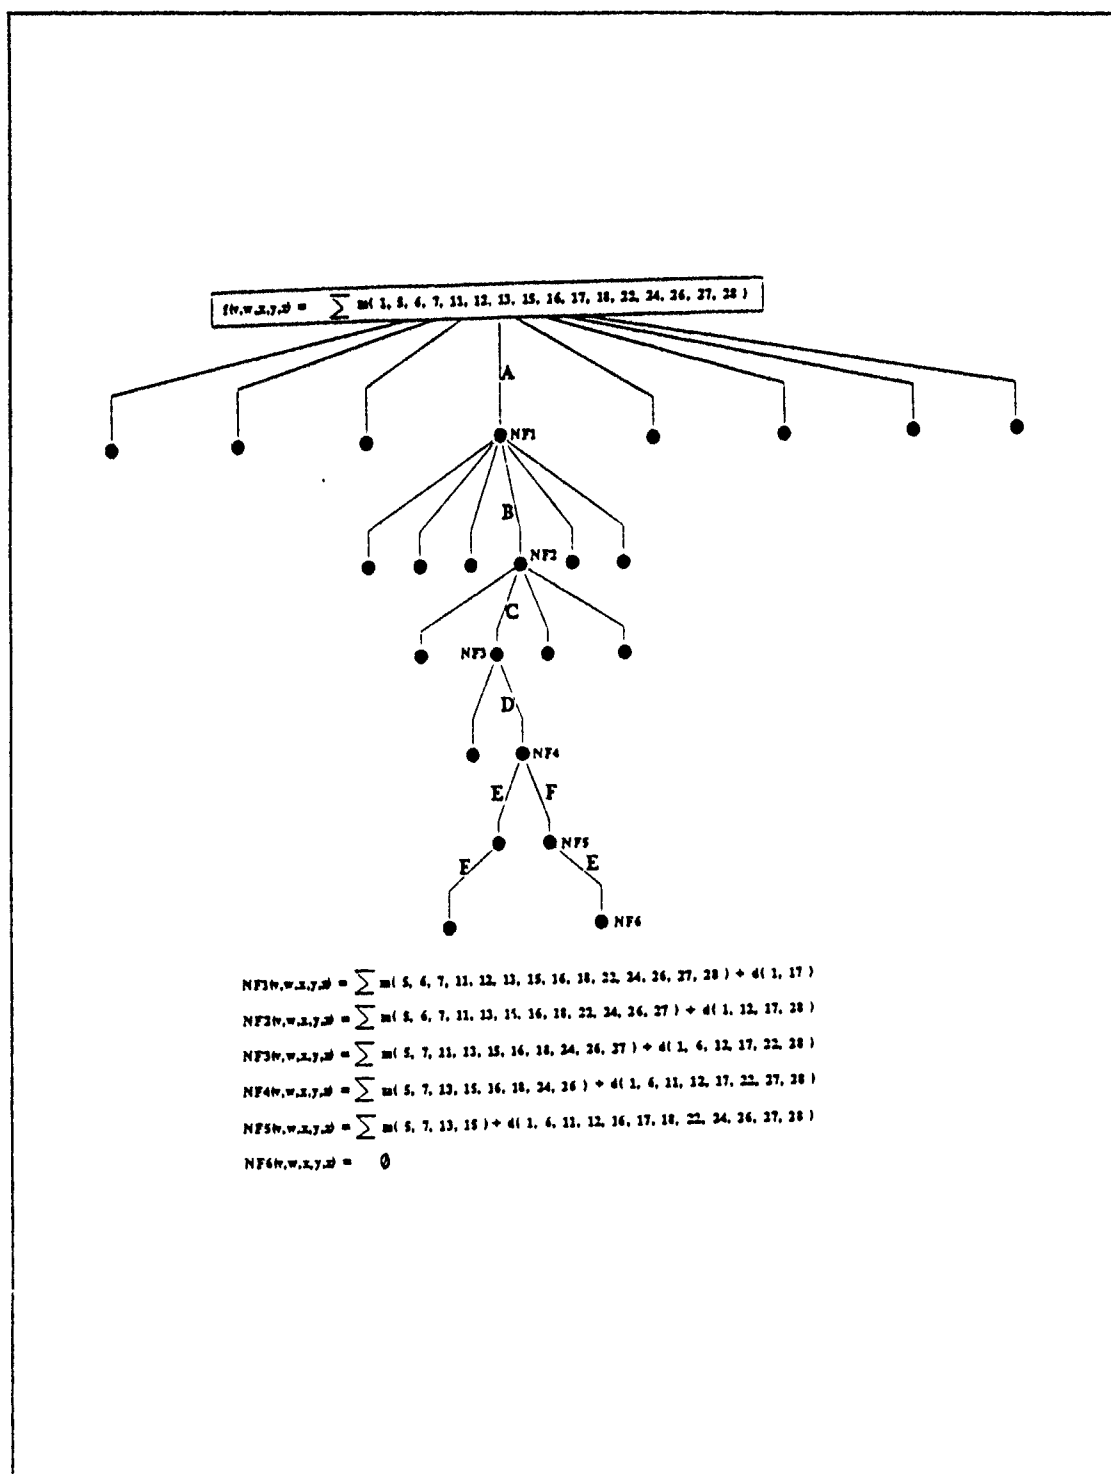 f(v,w,x,y,z) = ∑ m( 1, 5, 6, 7, 11, 12, 13, 15, 16, 17, 18, 22, 24, 26, 27, 28 )
A
NF1
B
NF2
C
NF3
D
NF4
E F
NF5
F E
NF6
NF1(v,w,x,y,z) = ∑ m( 5, 6, 7, 11, 12, 13, 15, 16, 18, 22, 24, 26, 27, 28 ) + d( 1, 17 )
NF2(v,w,x,y,z) = ∑ m( 5, 6, 7, 11, 13, 15, 16, 18, 22, 24, 26, 27 ) + d( 1, 12, 17, 28 )
NF3(v,w,x,y,z) = ∑ m( 5, 7, 11, 13, 15, 16, 18, 24, 26, 27 ) + d( 1, 6, 12, 17, 22, 28 )
NF4(v,w,x,y,z) = ∑ m( 5, 7, 13, 15, 16, 18, 24, 26 ) + d( 1, 6, 11, 12, 17, 22, 27, 28 )
NF5(v,w,x,y,z) = ∑ m( 5, 7, 13, 15 ) + d( 1, 6, 11, 12, 16, 17, 18, 22, 24, 26, 27, 28 )
NF6(v,w,x,y,z) = ∅